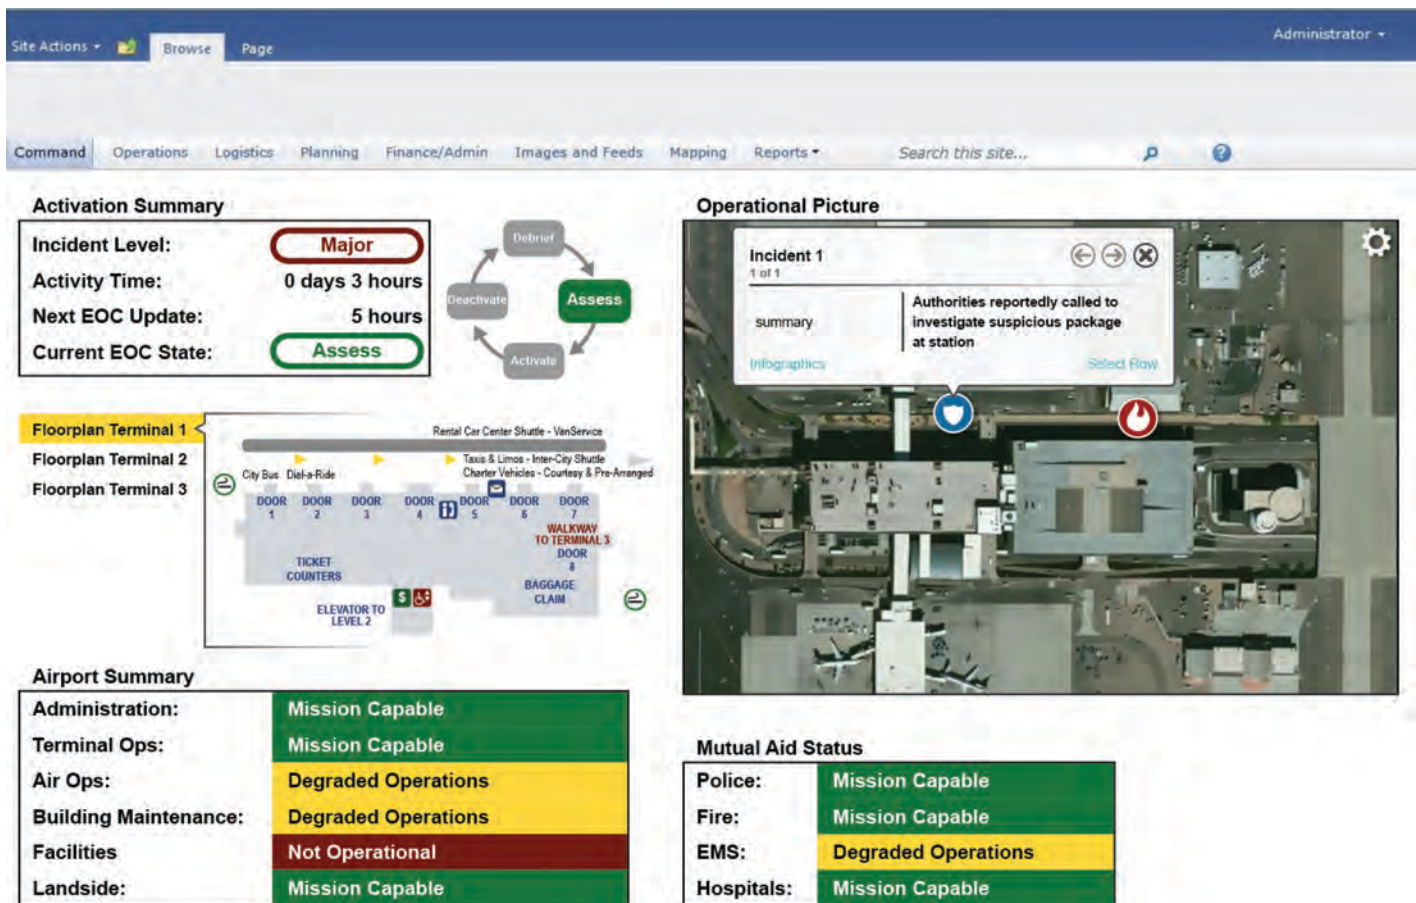 Site Actions
Browse
Page
Administrator
Command
Operations
Logistics
Planning
Finance/Admin
Images and Feeds
Mapping
Reports
Search this site...
Activation Summary
Incident Level: Major
Activity Time: 0 days 3 hours
Next EOC Update: 5 hours
Current EOC State: Assess
Debrief
Assess
Activate
Deactivate
Operational Picture
Incident 1
1 of 1
summary
Authorities reportedly called to
investigate suspicious package
at station
Infographics
Select Row
Floorplan Terminal 1
Floorplan Terminal 2
Floorplan Terminal 3
Rental Car Center Shuttle - VanService
Taxis & Limos - Inter-City Shuttle
City Bus Dial-a-Ride
Charter Vehicles - Courtesy & Pre-Arranged
DOOR
1
DOOR
2
DOOR
3
DOOR
4
DOOR
5
DOOR
6
DOOR
7
WALKWAY
TO TERMINAL 3
DOOR
8
TICKET
COUNTERS
BAGGAGE
CLAIM
$
ELEVATOR TO
LEVEL 2
Airport Summary
Administration: Mission Capable
Terminal Ops: Mission Capable
Air Ops: Degraded Operations
Building Maintenance: Degraded Operations
Facilities Not Operational
Landside: Mission Capable
Mutual Aid Status
Police: Mission Capable
Fire: Mission Capable
EMS: Degraded Operations
Hospitals: Mission Capable